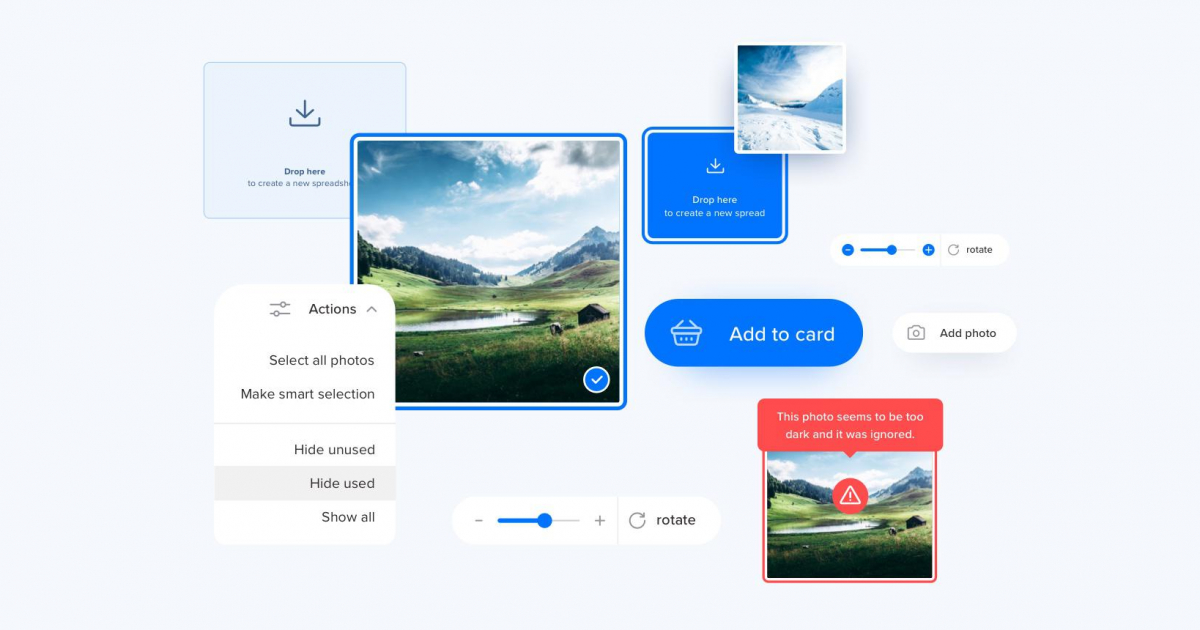 Drop here
to create a new spreadsh
Drop here
to create a new spread
rotate
Actions
Select all photos
Make smart selection
Hide unused
Hide used
Show all
Add to card
Add photo
This photo seems to be too
dark and it was ignored.
rotate